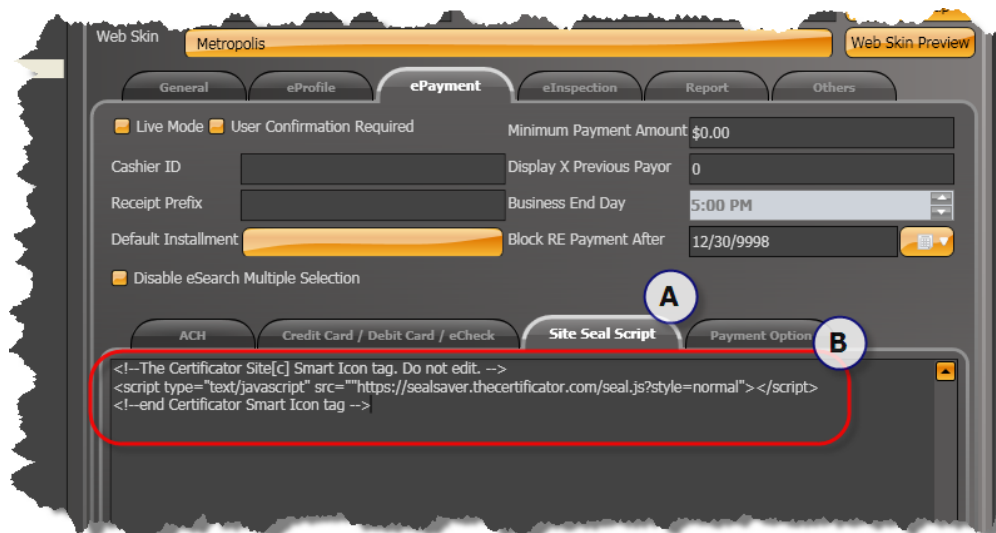 Web Skin
Metropolis
Web Skin Preview
General
eProfile
ePayment
eInspection
Report
Others
Live Mode
User Confirmation Required
Minimum Payment Amount
$0.00
Cashier ID
Display X Previous Payor
0
Receipt Prefix
Business End Day
5:00 PM
Default Installment
Block RE Payment After
12/30/9998
Disable eSearch Multiple Selection
A
ACH
Credit Card / Debit Card / eCheck
Site Seal Script
Payment Option
B
<!--The Certificator Site[c] Smart Icon tag. Do not edit. -->
<script type="text/javascript" src=""https://sealsaver.thecertificator.com/seal.js?style=normal"></script>
<!--end Certificator Smart Icon tag -->